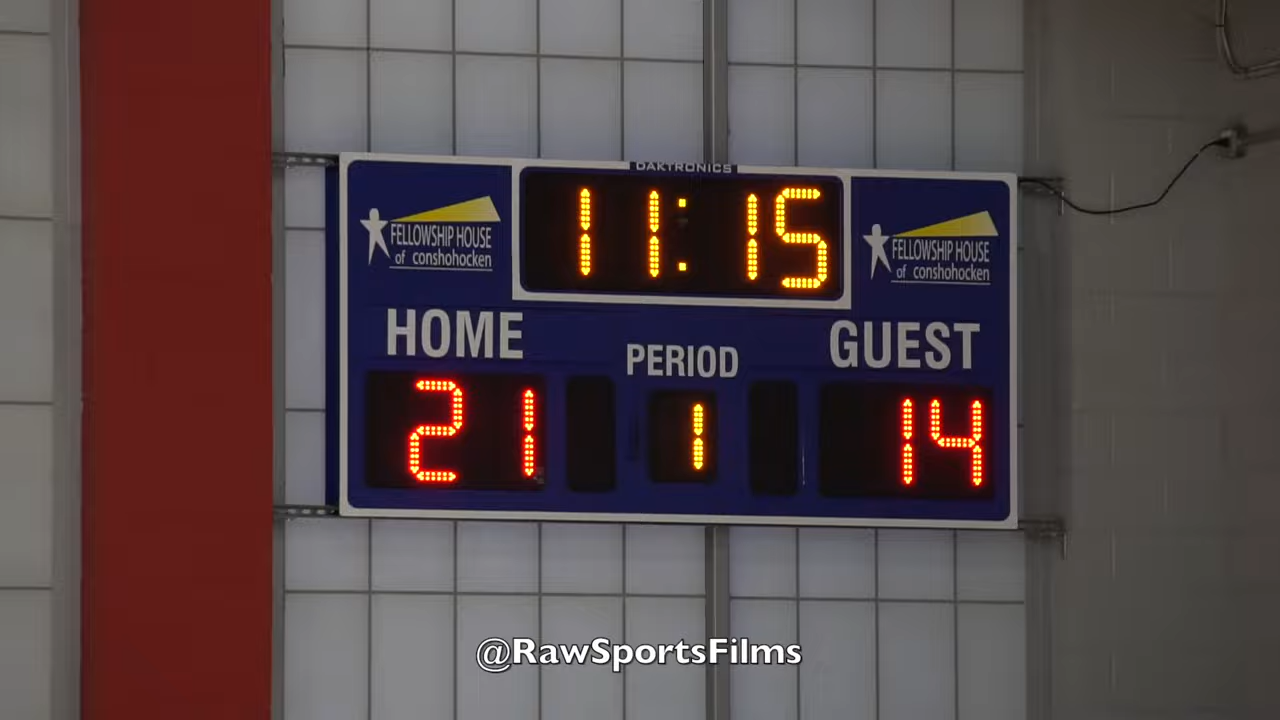 DAKTRONICS
11:15
FELLOWSHIP HOUSE
of conshohocken
FELLOWSHIP HOUSE
of conshohocken
HOME
PERIOD
GUEST
21
1
14
@RawSportsFilms